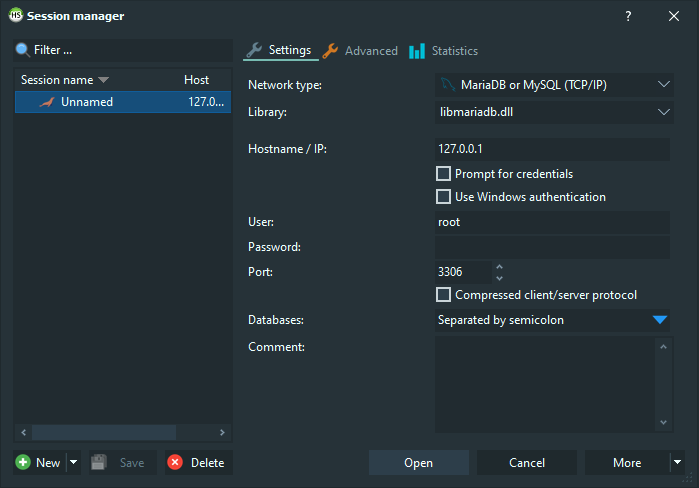 HS Session manager ?
Filter ...
Settings Advanced Statistics
Session name Host
Unnamed 127.0...
Network type: MariaDB or MySQL (TCP/IP)
Library: libmariadb.dll
Hostname / IP: 127.0.0.1
Prompt for credentials
Use Windows authentication
User: root
Password:
Port: 3306
Compressed client/server protocol
Databases: Separated by semicolon
Comment:
New Save Delete Open Cancel More